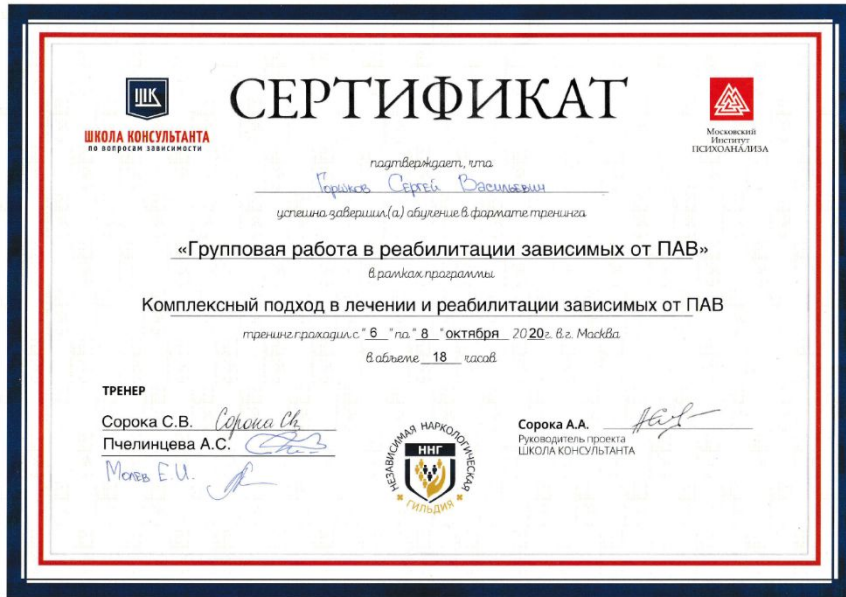 СЕРТИФИКАТ
ШК
ШКОЛА КОНСУЛЬТАНТА
по вопросам зависимости
Московский
Институт
ПСИХОАНАЛИЗА
подтверждает, что
Горшков Сергей Васильевич
успешно завершил(а) обучение в формате тренинга
«Групповая работа в реабилитации зависимых от ПАВ»
в рамках программы
Комплексный подход в лечении и реабилитации зависимых от ПАВ
тренинг проходил с "6" по "8" октября 2020г. в г. Москва
в объеме 18 часов
ТРЕНЕР
Сорока С.В. Сорока СВ
Пчелинцева А.С.
Молев Е.И.
НЕЗАВИСИМАЯ НАРКОЛОГИЧЕСКАЯ
ННГ
ГИЛЬДИЯ
Сорока А.А.
Руководитель проекта
ШКОЛА КОНСУЛЬТАНТА